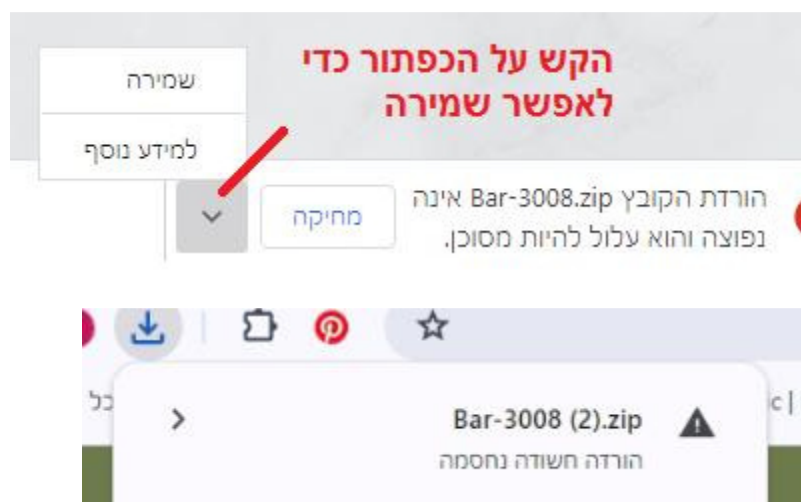 הקש על הכפתור כדי
לאפשר שמירה
שמירה
למידע נוסף
הורדת הקובץ Bar-3008.zip אינה
נפוצה והוא עלול להיות מסוכן.
מחיקה
Bar-3008 (2).zip
הורדה חשודה נחסמה